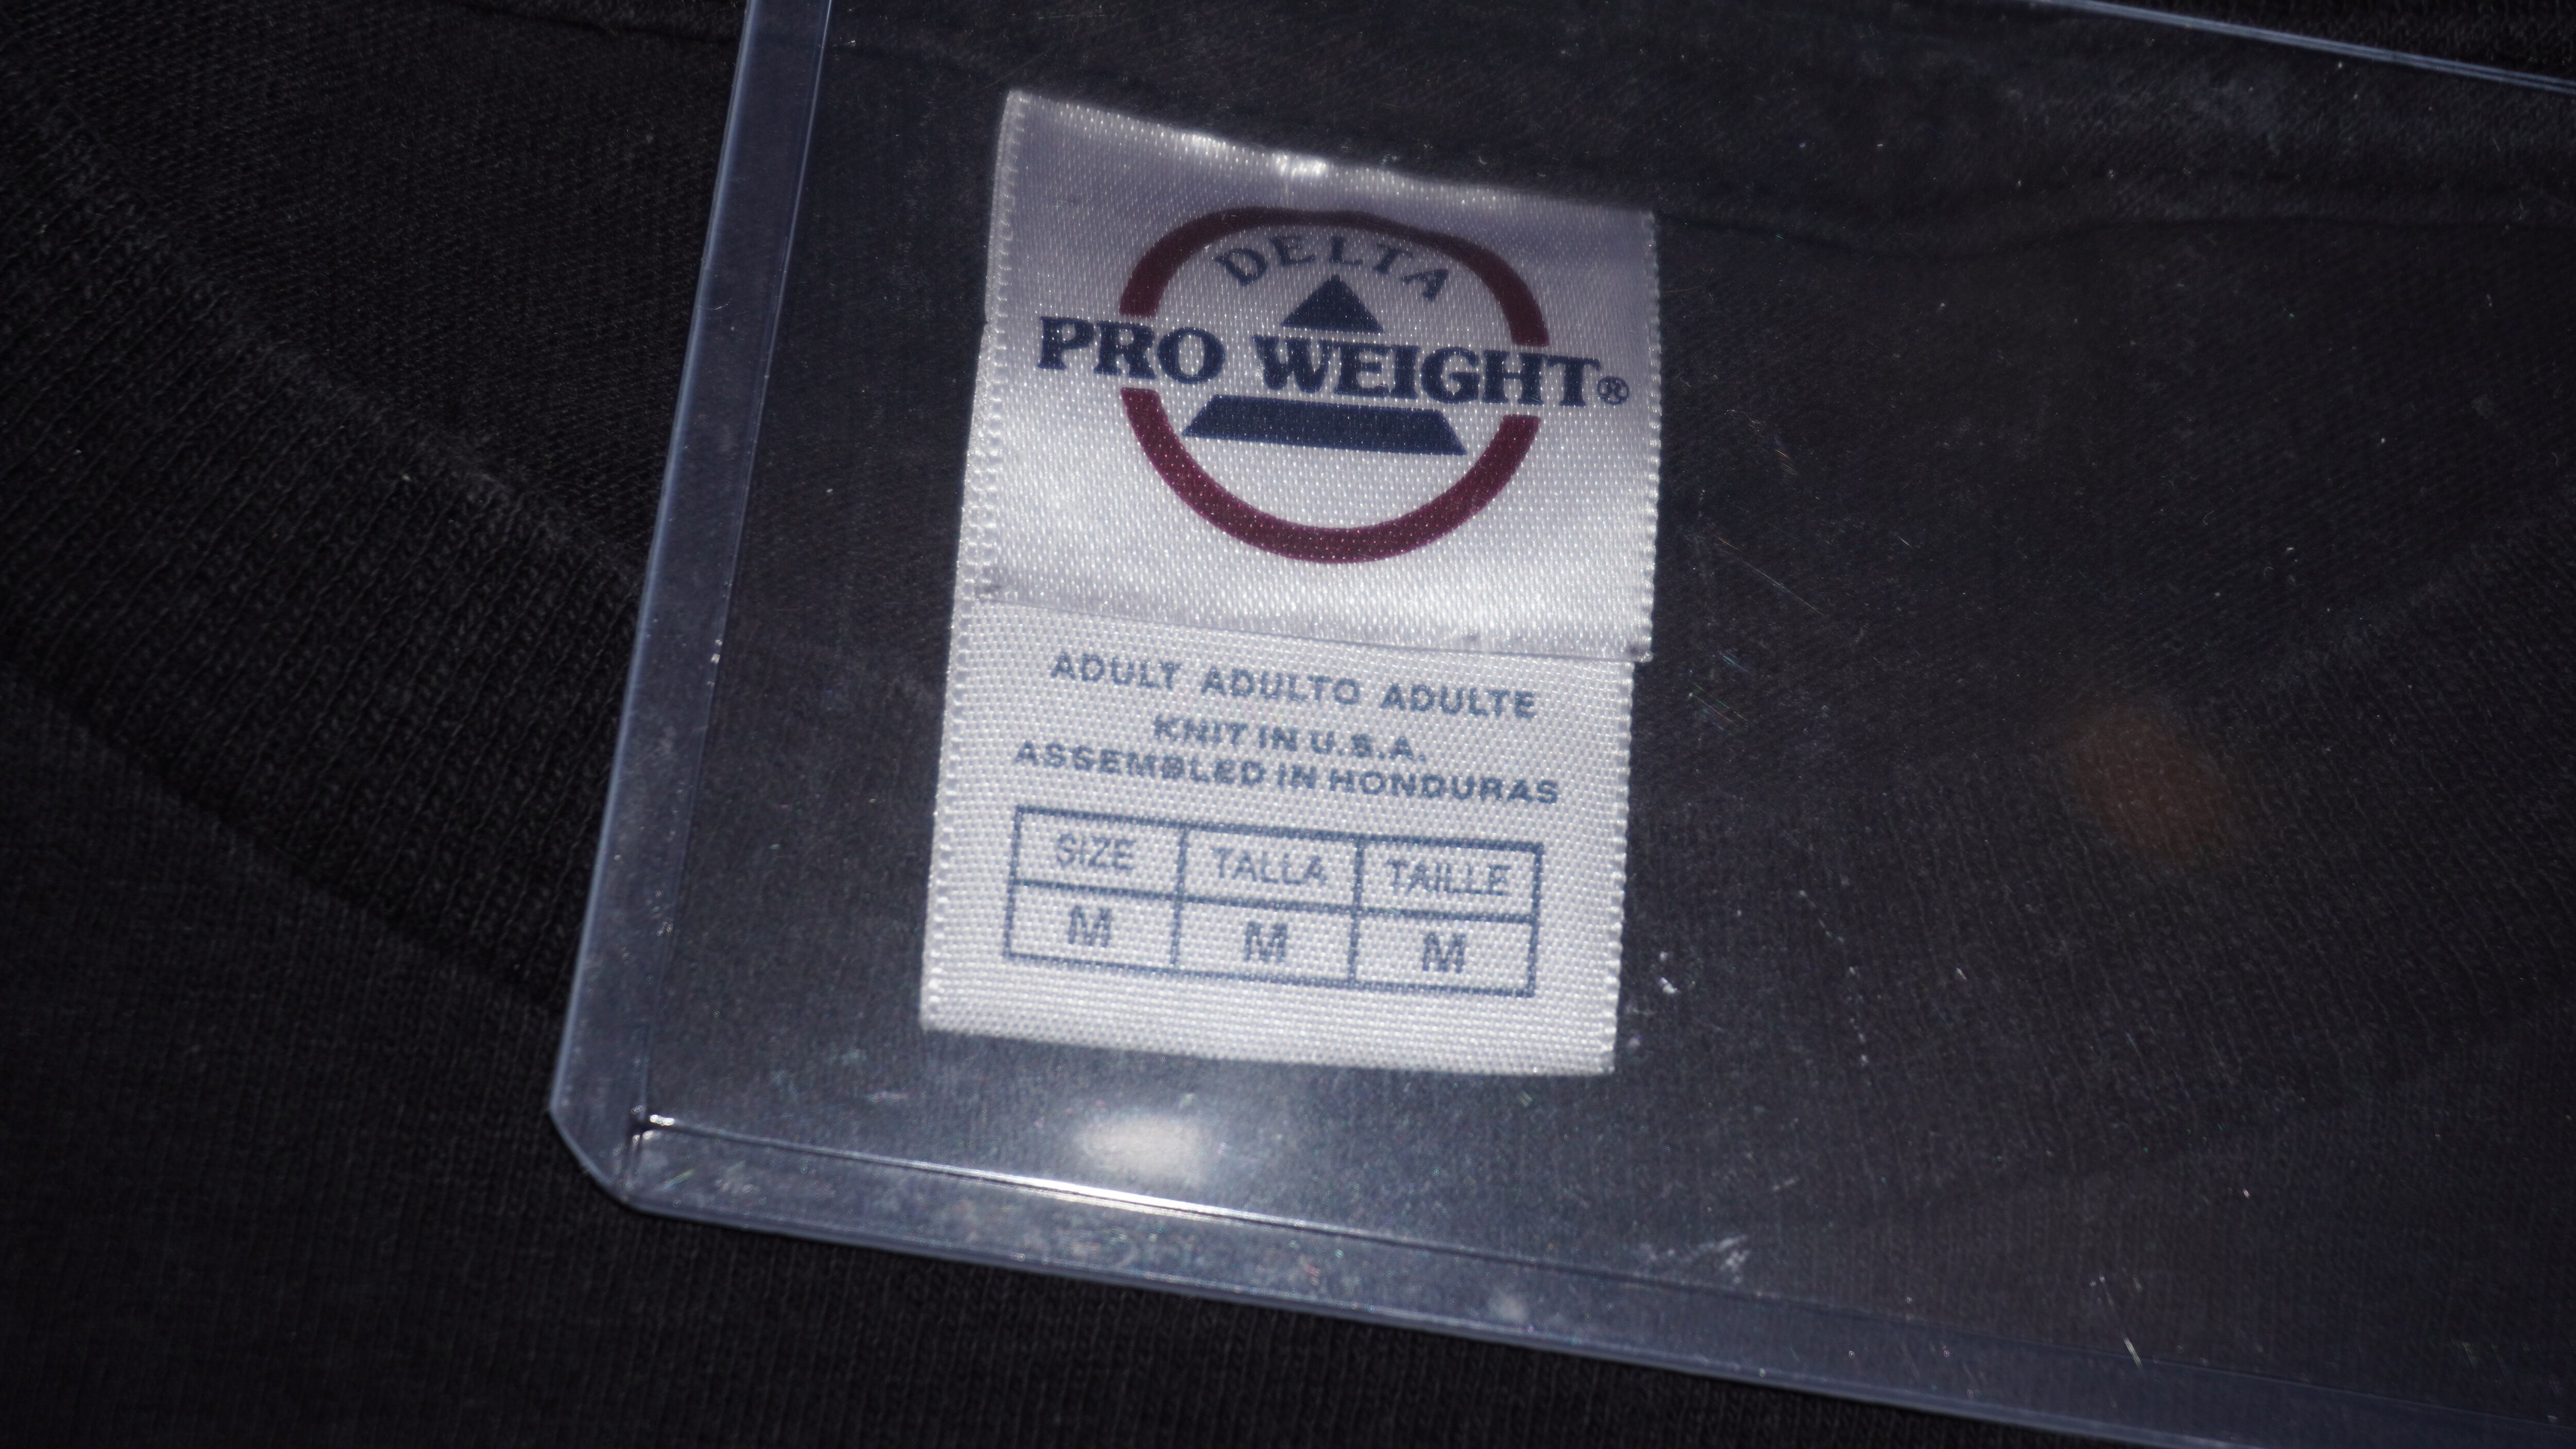 DELTA
PRO WEIGHT®
ADULT ADULTO ADULTE
KNIT IN U.S.A.
ASSEMBLED IN HONDURAS
SIZE TALLA TAILLE
M M M